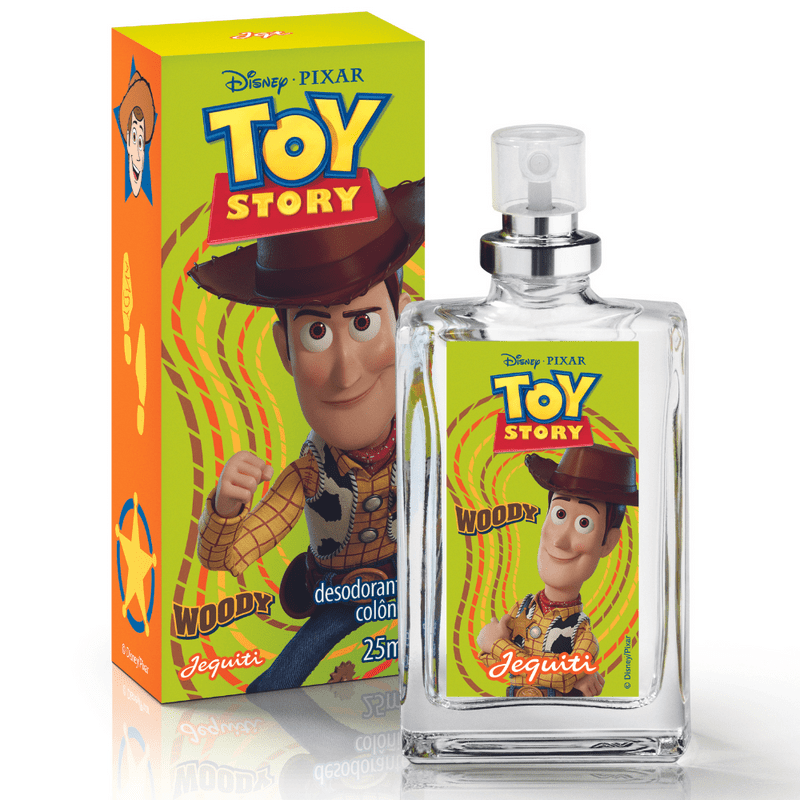 Jequiti
Disney · PIXAR
TOY
STORY
WOODY
desodorant
colôn
25m
Jequiti
© Disney/Pixar
Disney · PIXAR
TOY
STORY
WOODY
Jequiti
© Disney/Pixar